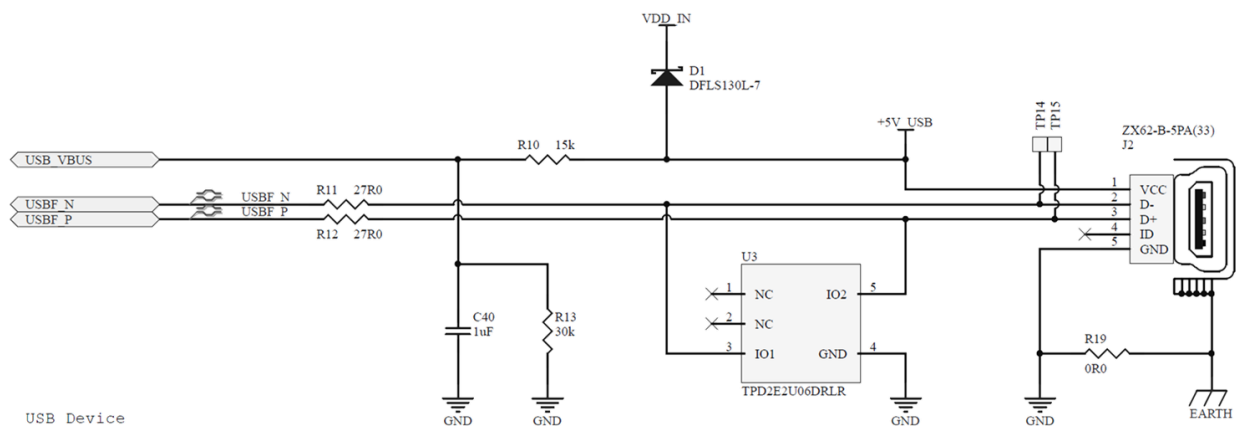 VDD_IN
D1
DFLS130L-7
+5V_USB
TP14
TP15
ZX62-B-5PA(33)
J2
R10 15k
USB_VBUS
1 VCC
R11 27R0
USBF_N
USBF_N
2 D-
USBF_P
USBF_P
3 D+
R12 27R0
4 ID
5 GND
U3
1 NC
IO2 5
2 NC
3 IO1
GND 4
TPD2E2U06DRLR
C40
1uF
R13
30k
R19
0R0
GND
GND
GND
GND
EARTH
USB Device